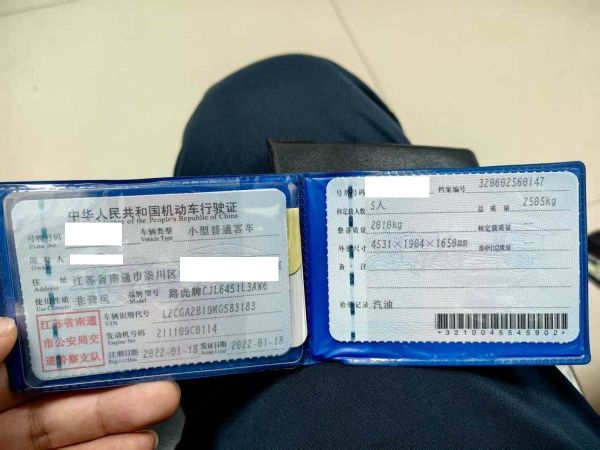 中华人民共和国机动车行驶证
of the People's Republic of China
号牌号码
Plate No.
车辆类型 小型普通客车
Vehicle Type
所有人
Owner
住址 江苏省南通市崇川区
使用性质 非营运
Use Character
品牌型号 路虎牌CJL6451L3AWG
Model
江苏省南通
市公安局交
通警察支队
车辆识别代号 L2CGA2B19KG583183
VIN
发动机号码 211109C0114
Engine No.
注册日期 2022-01-18
Register Date
发证日期 2022-01-18
Issue Date
号牌号码
档案编号 320602560147
核定载人数 5人
总质量 2505kg
整备质量 2010kg
核定载质量
外廓尺寸 4531×1904×1650mm
准牵引总质量
备注
检验记录 汽油
*3210045545902*